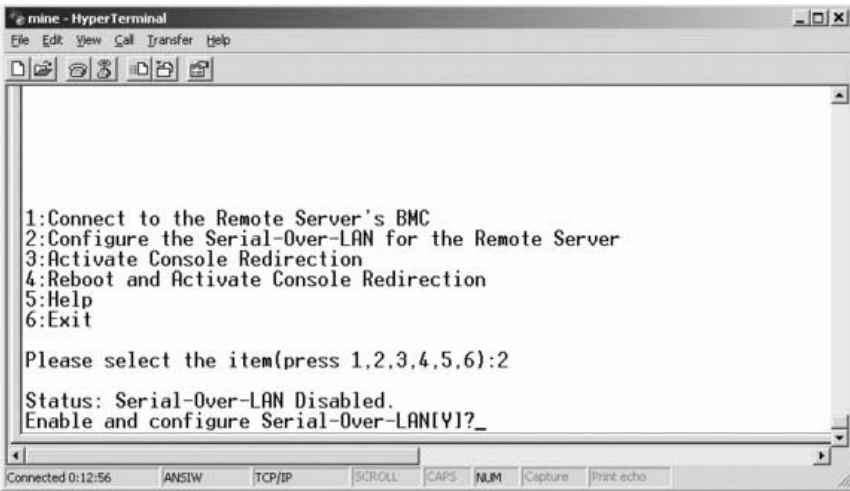 mine - HyperTerminal
File Edit View Call Transfer Help
1:Connect to the Remote Server's BMC
2:Configure the Serial-Over-LAN for the Remote Server
3:Activate Console Redirection
4:Reboot and Activate Console Redirection
5:Help
6:Exit
Please select the item(press 1,2,3,4,5,6):2
Status: Serial-Over-LAN Disabled.
Enable and configure Serial-Over-LAN[Y]?_
Connected 0:12:56 ANSIW TCP/IP SCROLL CAPS NUM Capture Print echo